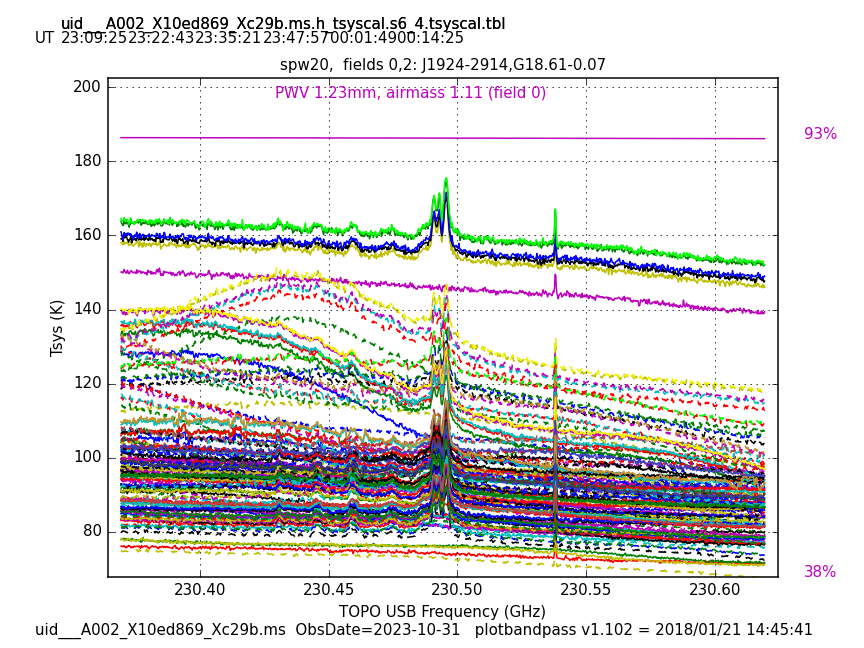 uid___A002_X10ed869_Xc29b.ms.h_tsyscal.s6_4.tsyscal.tbl
UT 23:09:25 23:22:43 23:35:21 23:47:57 00:01:49 00:14:25
spw20, fields 0,2: J1924-2914,G18.61-0.07
PWV 1.23mm, airmass 1.11 (field 0)
200
180
160
140
120
100
80
93%
38%
Tsys (K)
230.40 230.45 230.50 230.55 230.60
TOPO USB Frequency (GHz)
uid___A002_X10ed869_Xc29b.ms ObsDate=2023-10-31 plotbandpass v1.102 = 2018/01/21 14:45:41